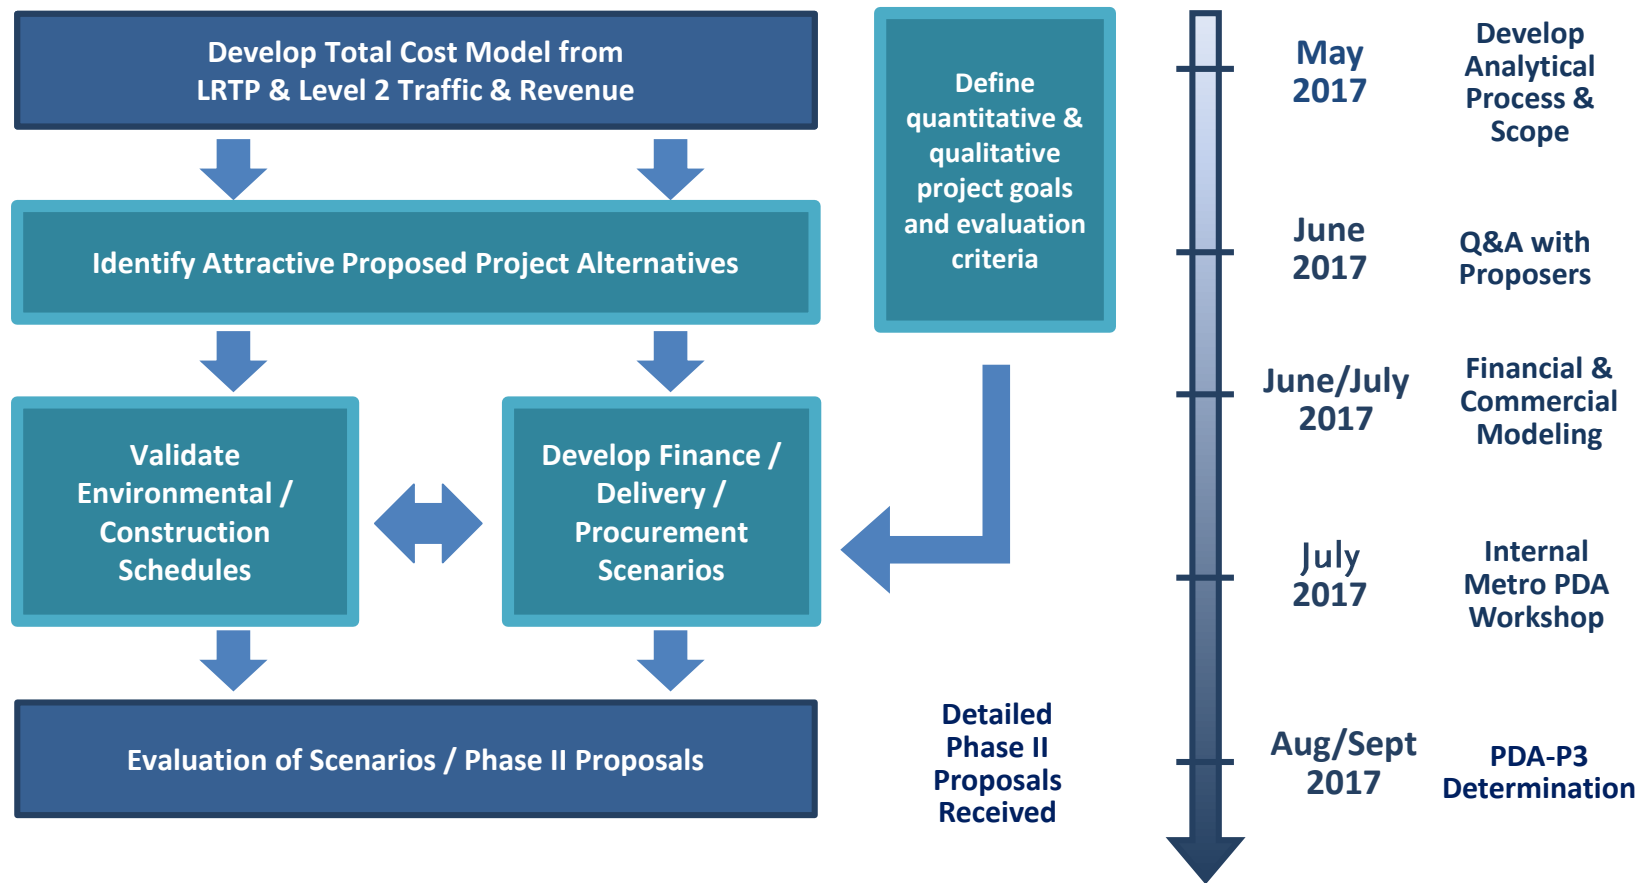 Develop Total Cost Model from
LRTP & Level 2 Traffic & Revenue
Identify Attractive Proposed Project Alternatives
Validate
Environmental /
Construction
Schedules
Develop Finance /
Delivery /
Procurement
Scenarios
Evaluation of Scenarios / Phase II Proposals
Define
quantitative &
qualitative
project goals
and evaluation
criteria
Detailed
Phase II
Proposals
Received
May
2017
Develop
Analytical
Process &
Scope
June
2017
Q&A with
Proposers
June/July
2017
Financial &
Commercial
Modeling
July
2017
Internal
Metro PDA
Workshop
Aug/Sept
2017
PDA-P3
Determination